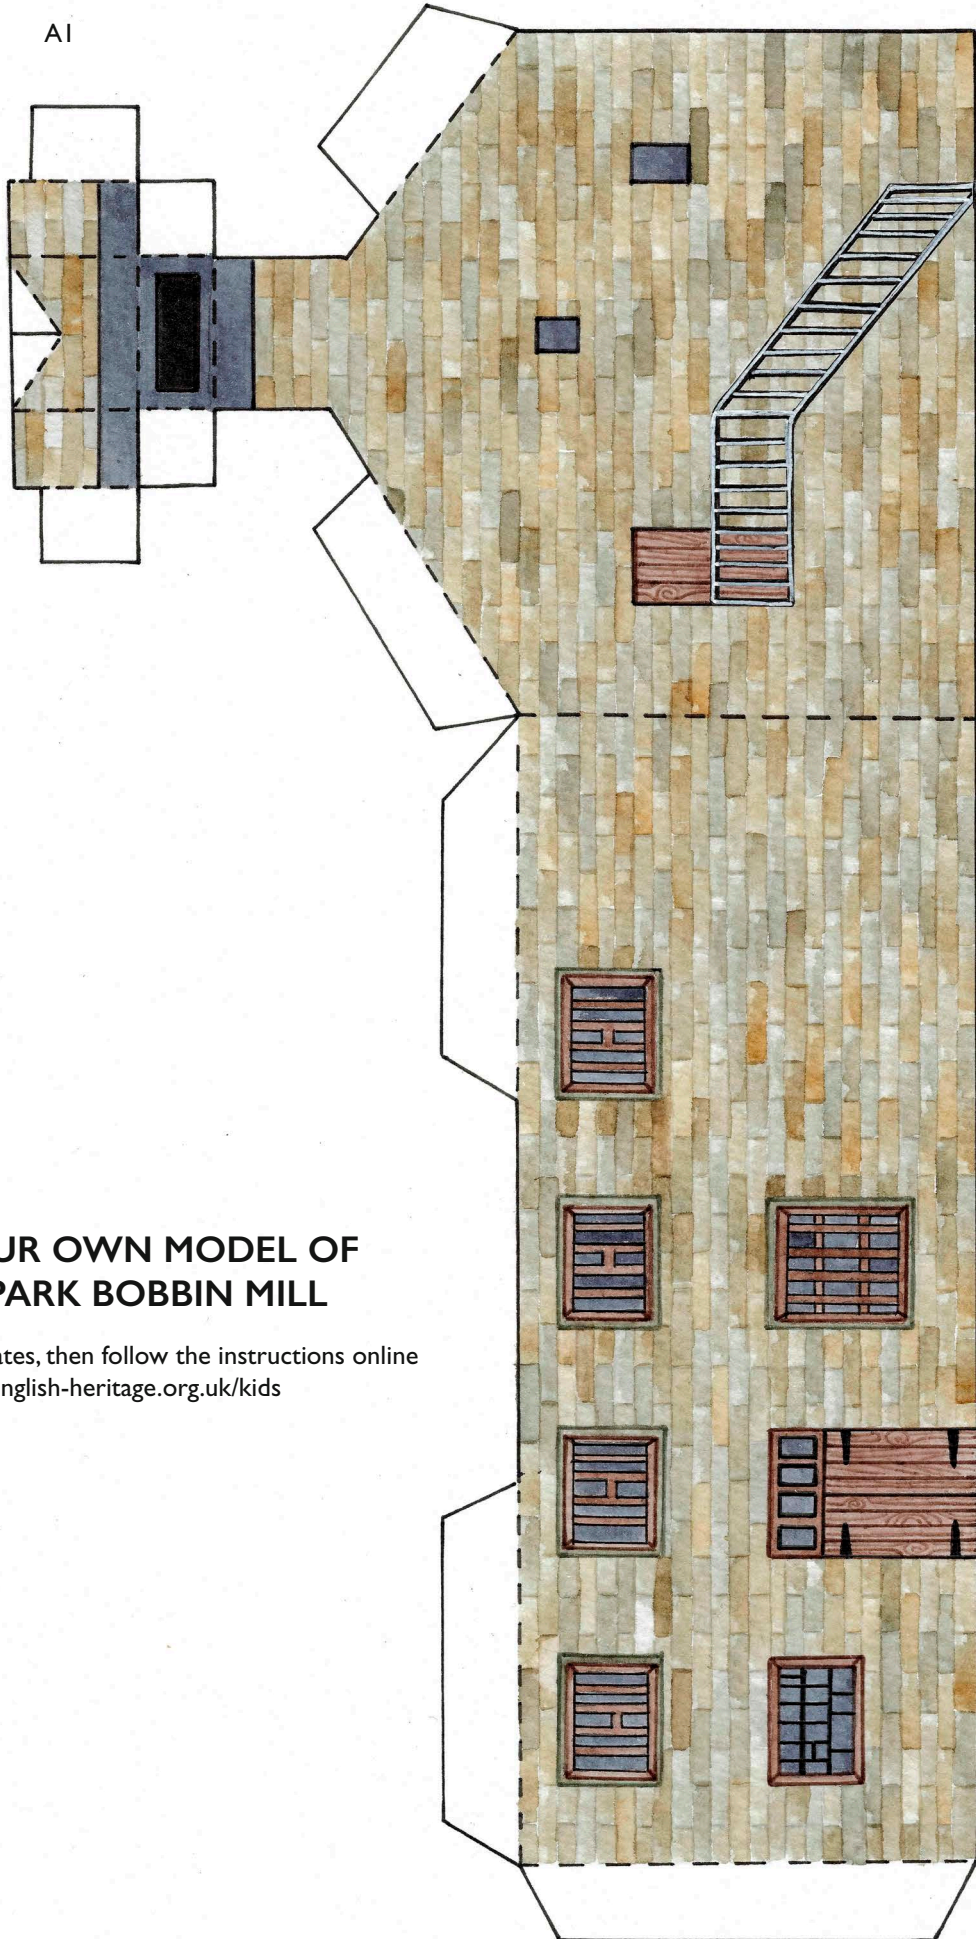 A1
UR OWN MODEL OF
PARK BOBBIN MILL
ates, then follow the instructions online
nglish-heritage.org.uk/kids